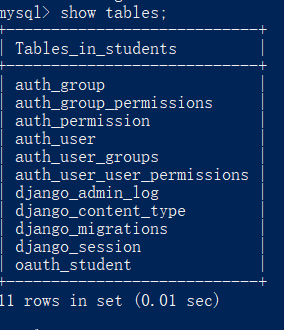 mysql> show tables;
+----------------------------+
| Tables_in_students |
+----------------------------+
| auth_group |
| auth_group_permissions |
| auth_permission |
| auth_user |
| auth_user_groups |
| auth_user_user_permissions |
| django_admin_log |
| django_content_type |
| django_migrations |
| django_session |
| oauth_student |
+----------------------------+
11 rows in set (0.01 sec)